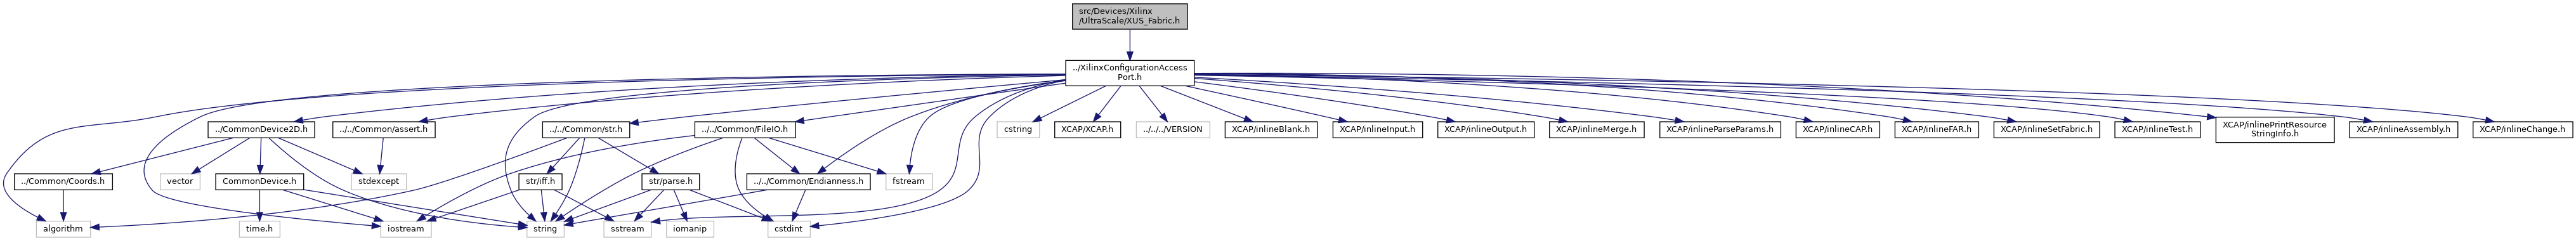 src/Devices/Xilinx
/UltraScale/XUS_Fabric.h
../XilinxConfigurationAccess
Port.h
../CommonDevice2D.h
../../Common/assert.h
../../Common/str.h
../../Common/FileIO.h
cstring
XCAP/XCAP.h
../../../VERSION
XCAP/inlineBlank.h
XCAP/inlineInput.h
XCAP/inlineOutput.h
XCAP/inlineMerge.h
XCAP/inlineParseParams.h
XCAP/inlineCAP.h
XCAP/inlineFAR.h
XCAP/inlineSetFabric.h
XCAP/inlineTest.h
XCAP/inlinePrintResource
StringInfo.h
XCAP/inlineAssembly.h
XCAP/inlineChange.h
../Common/Coords.h
vector
CommonDevice.h
stdexcept
str/iff.h
str/parse.h
../../Common/Endianness.h
fstream
algorithm
time.h
iostream
string
sstream
iomanip
cstdint